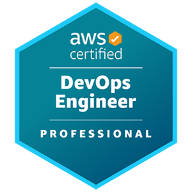 aws
certified
DevOps
Engineer
PROFESSIONAL